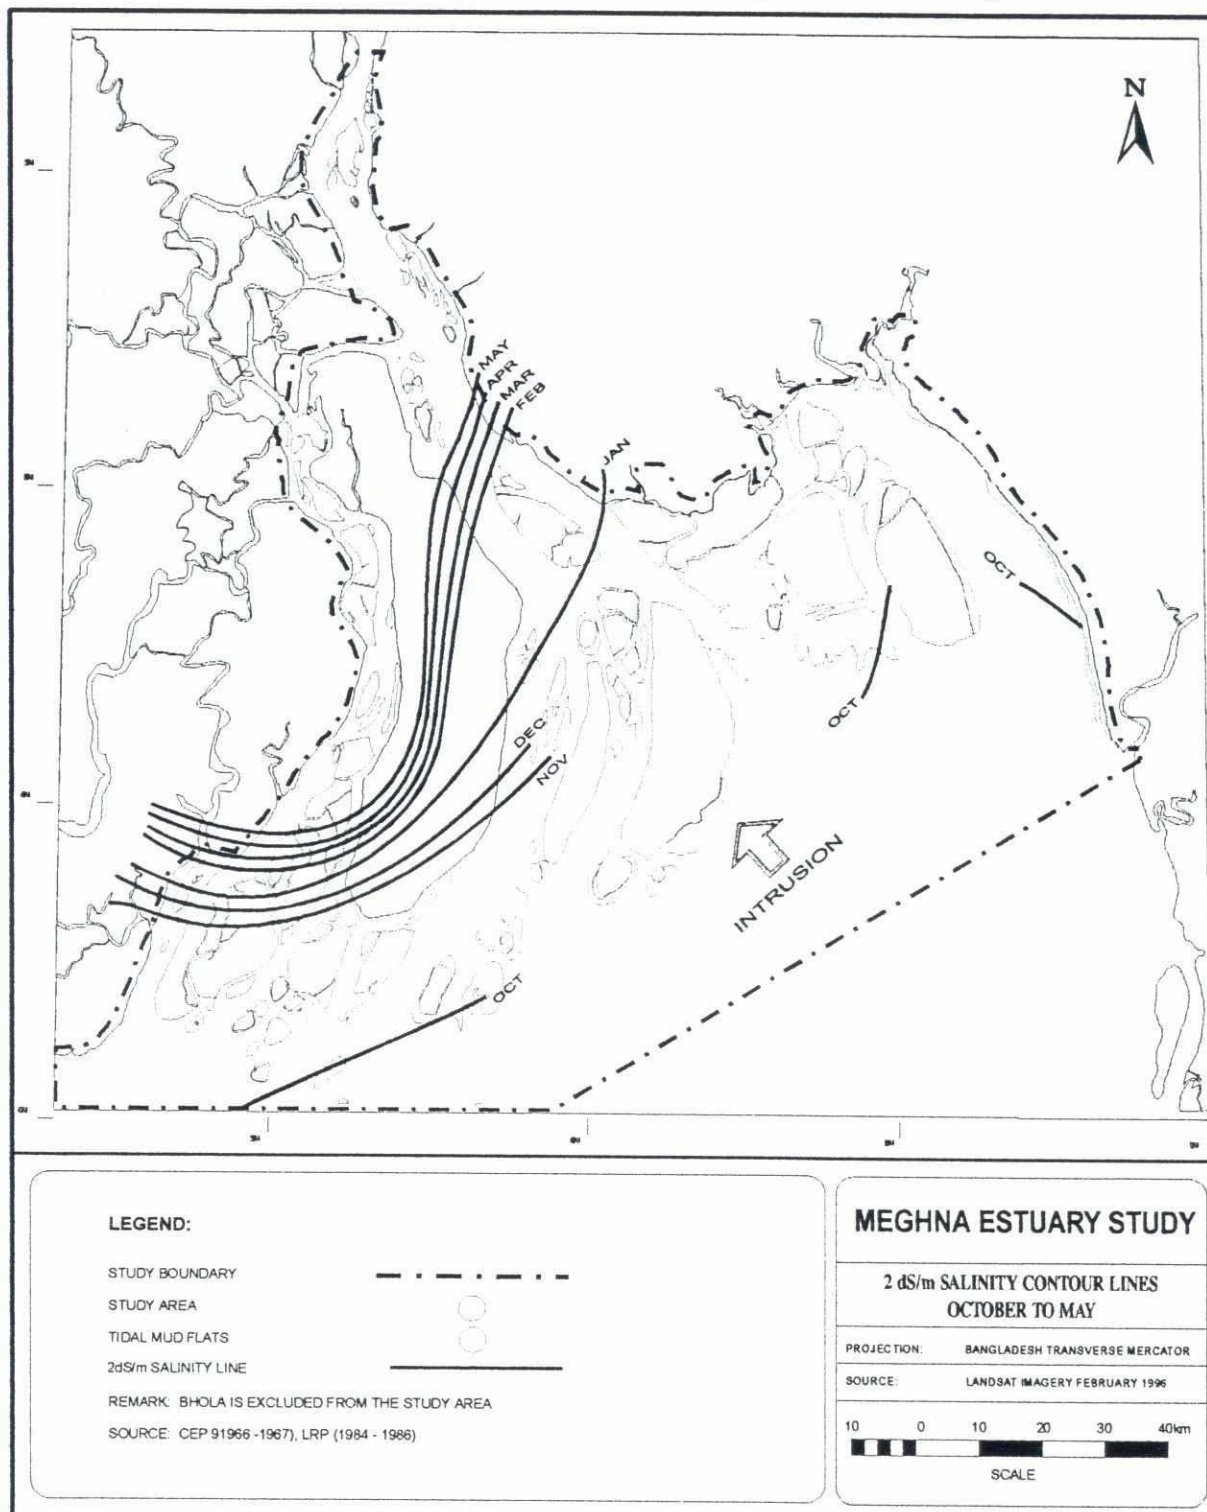 N
MAY
APR
MAR
FEB
JAN
OCT
OCT
DEC
NOV
INTRUSION
OCT
LEGEND:
STUDY BOUNDARY
STUDY AREA
TIDAL MUD FLATS
2dS/m SALINITY LINE
REMARK: BHOLA IS EXCLUDED FROM THE STUDY AREA
SOURCE: CEP 91966 -1967), LRP (1984 - 1986)
MEGHNA ESTUARY STUDY
2 dS/m SALINITY CONTOUR LINES
OCTOBER TO MAY
PROJECTION: BANGLADESH TRANSVERSE MERCATOR
SOURCE: LANDSAT IMAGERY FEBRUARY 1996
10 0 10 20 30 40km
SCALE